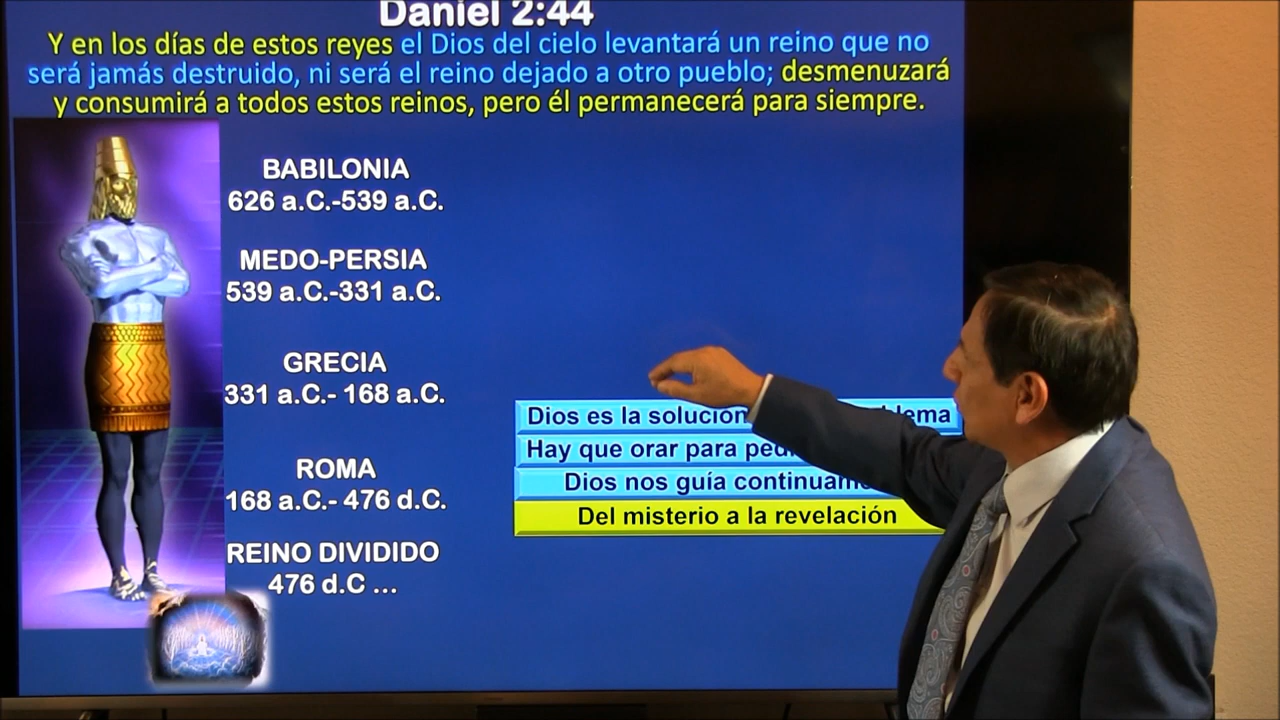 Daniel 2:44
Y en los días de estos reyes el Dios del cielo levantará un reino que no
será jamás destruido, ni será el reino dejado a otro pueblo; desmenuzará
y consumirá a todos estos reinos, pero él permanecerá para siempre.
BABILONIA
626 a.C.-539 a.C.
MEDO-PERSIA
539 a.C.-331 a.C.
GRECIA
331 a.C.- 168 a.C.
ROMA
168 a.C.- 476 d.C.
REINO DIVIDIDO
476 d.C ...
Dios es la solución
Hay que orar para
Dios nos guía
Del misterio a la revelación